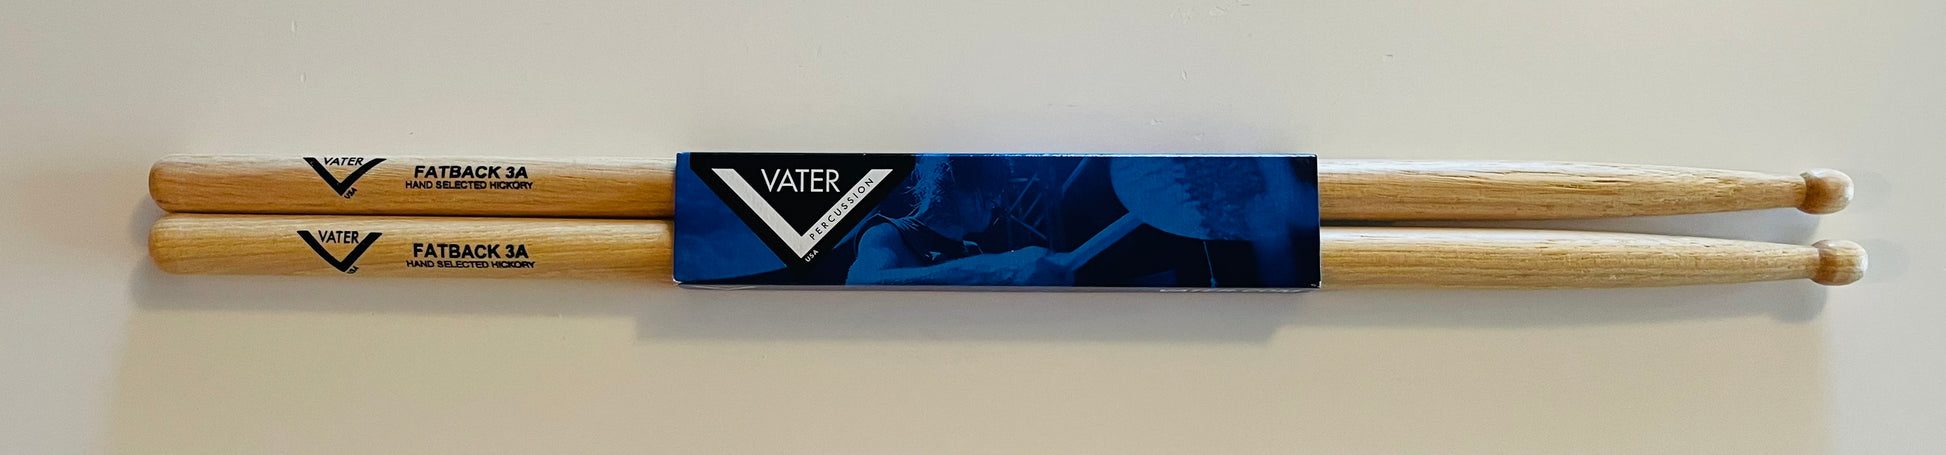 VATER
USA
FATBACK 3A
HAND SELECTED HICKORY
VATER
USA
FATBACK 3A
HAND SELECTED HICKORY
VATER
PERCUSSION
USA